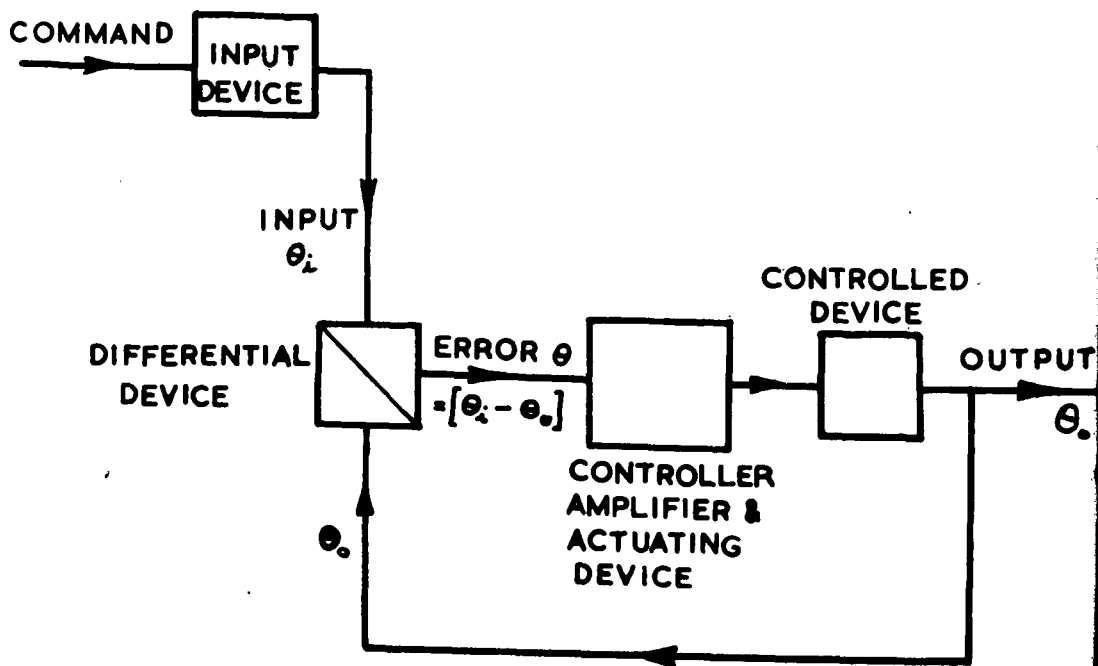 COMMAND
INPUT
DEVICE
INPUT
θi
DIFFERENTIAL
DEVICE
ERROR θ
=[θi - θo]
CONTROLLER
AMPLIFIER &
ACTUATING
DEVICE
CONTROLLED
DEVICE
OUTPUT
θo
θo